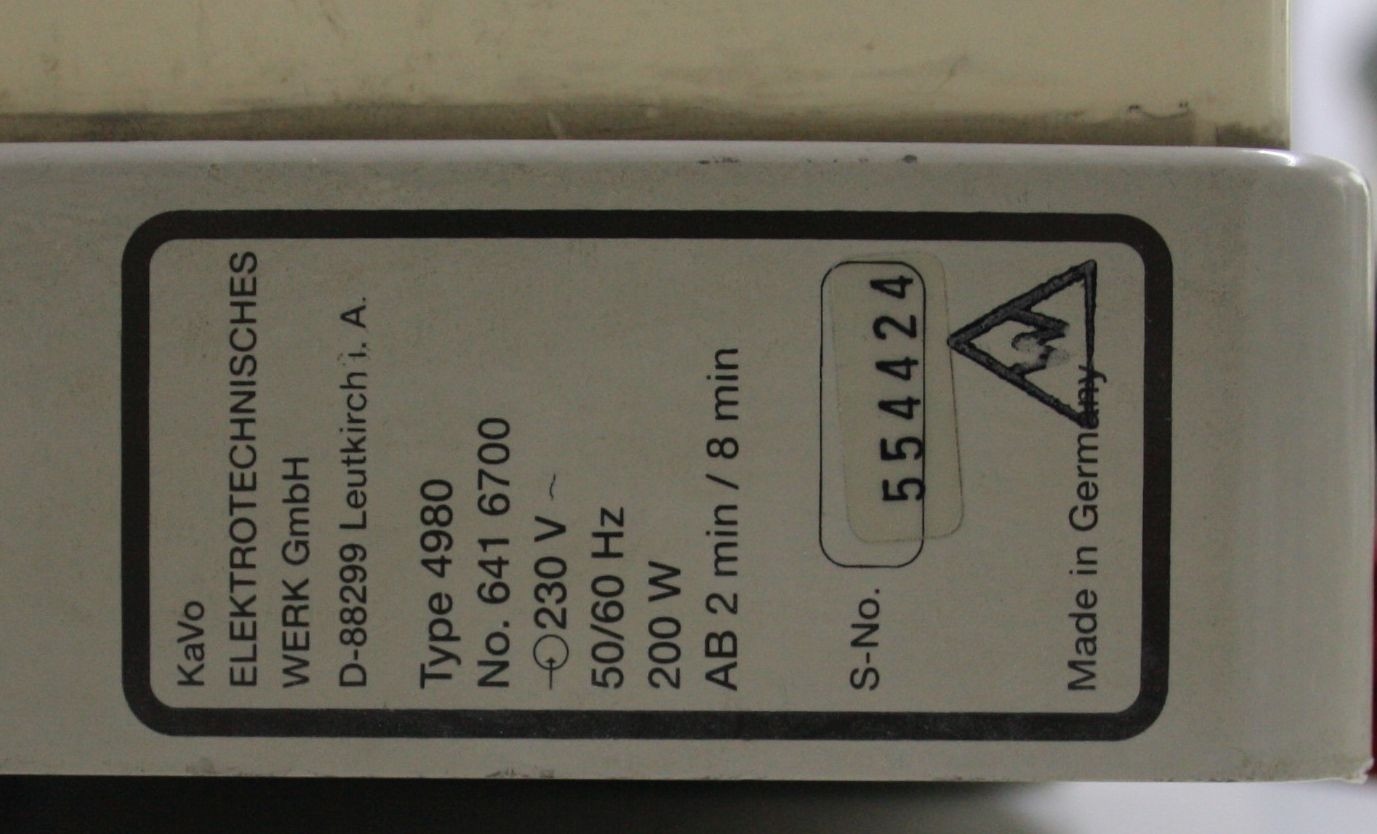 KaVo
ELEKTROTECHNISCHES
WERK GmbH
D-88299 Leutkirch i. A.
Type 4980
No. 641 6700
230 V ~
50/60 Hz
200 W
AB 2 min / 8 min
S-No. 554424
Made in Germany